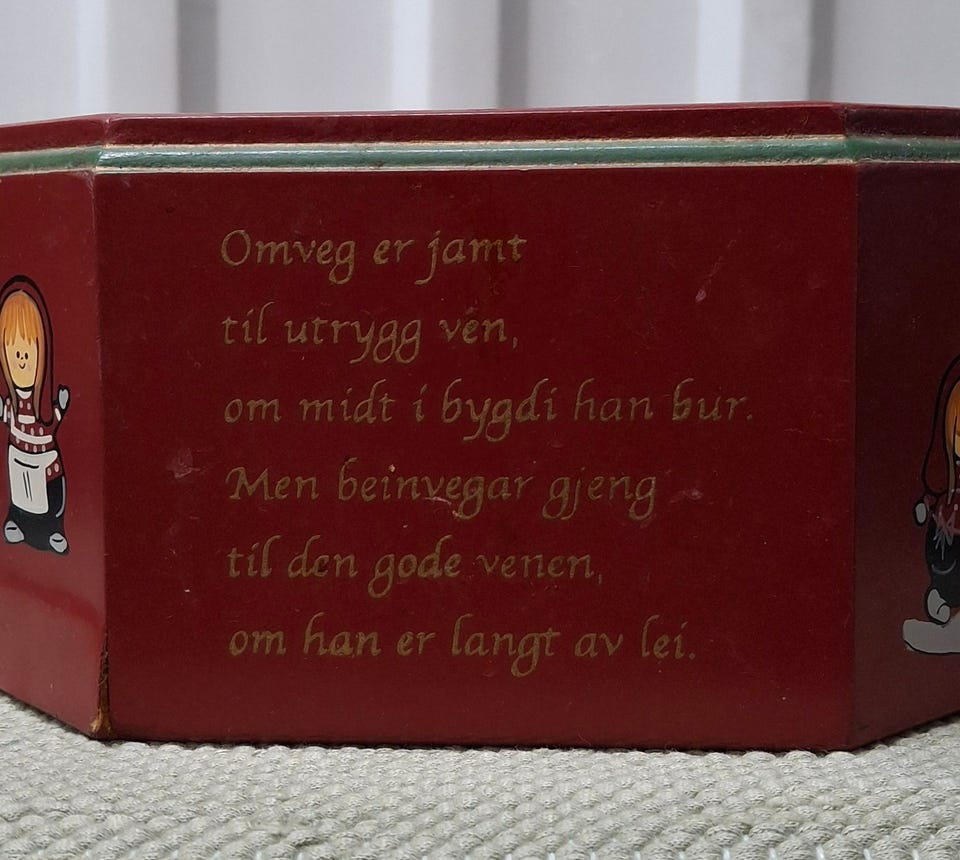 Omveg er jamt
til utrygg ven,
om midt i bygdi han bur.
Men beinvegar gjeng
til den gode venen,
om han er langt av lei.